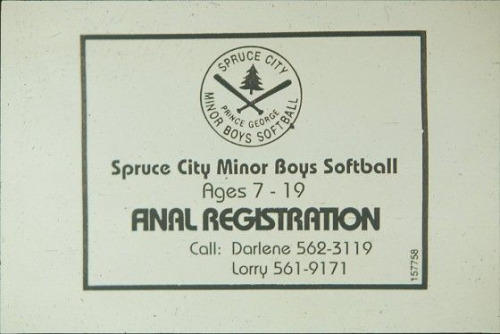 SPRUCE CITY
PRINCE GEORGE
MINOR BOYS SOFTBALL
Spruce City Minor Boys Softball
Ages 7 - 19
ANAL REGISTRATION
Call: Darlene 562-3119
Lorry 561-9171
157758